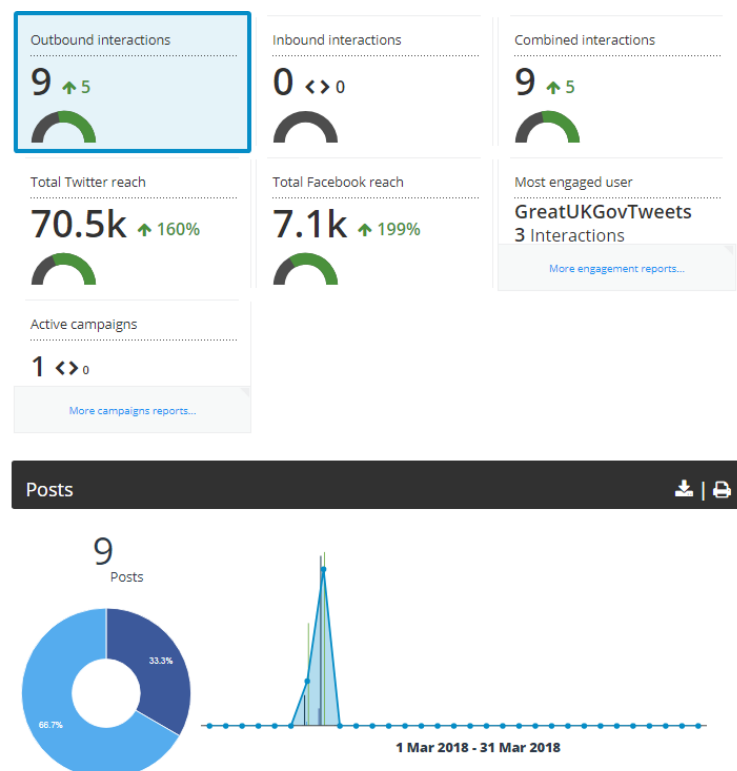 Outbound interactions
9 5
Inbound interactions
0 0
Combined interactions
9 5
Total Twitter reach
70.5k 160%
Total Facebook reach
7.1k 199%
Most engaged user
GreatUKGovTweets
3 Interactions
More engagement reports...
Active campaigns
1 0
More campaigns reports...
Posts
9
Posts
33.3%
66.7%
1 Mar 2018 - 31 Mar 2018